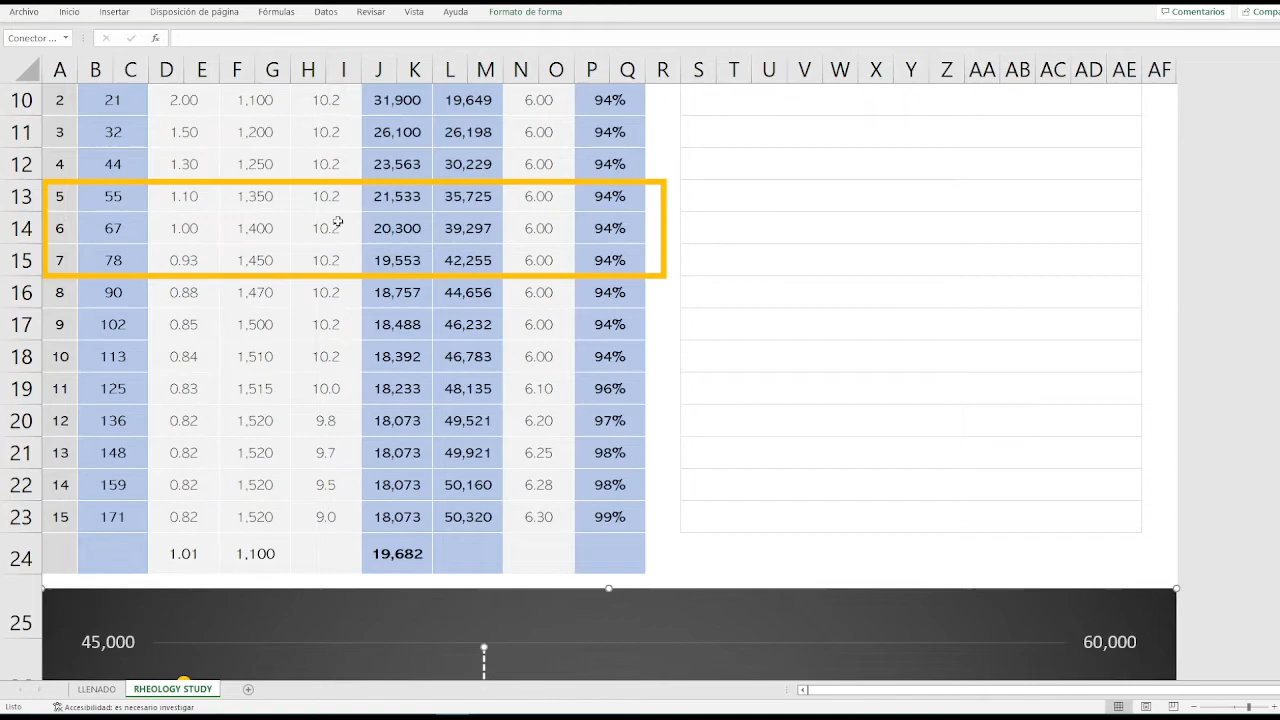 Archivo Inicio Insertar Disposición de página Fórmulas Datos Revisar Vista Ayuda Formato de forma Comentarios
Conector ... fx
A B C D E F G H I J K L M N O P Q R S T U V W X Y Z AA AB AC AD AE AF
10 2 21 2.00 1,100 10.2 31,900 19,649 6.00 94%
11 3 32 1.50 1,200 10.2 26,100 26,198 6.00 94%
12 4 44 1.30 1,250 10.2 23,563 30,229 6.00 94%
13 5 55 1.10 1,350 10.2 21,533 35,725 6.00 94%
14 6 67 1.00 1,400 10.2 20,300 39,297 6.00 94%
15 7 78 0.93 1,450 10.2 19,553 42,255 6.00 94%
16 8 90 0.88 1,470 10.2 18,757 44,656 6.00 94%
17 9 102 0.85 1,500 10.2 18,488 46,232 6.00 94%
18 10 113 0.84 1,510 10.2 18,392 46,783 6.00 94%
19 11 125 0.83 1,515 10.0 18,233 48,135 6.10 96%
20 12 136 0.82 1,520 9.8 18,073 49,521 6.20 97%
21 13 148 0.82 1,520 9.7 18,073 49,921 6.25 98%
22 14 159 0.82 1,520 9.5 18,073 50,160 6.28 98%
23 15 171 0.82 1,520 9.0 18,073 50,320 6.30 99%
24 1.01 1,100 19,682
25
45,000 60,000
LLENADO RHEOLOGY STUDY
Listo Accesibilidad: es necesario investigar